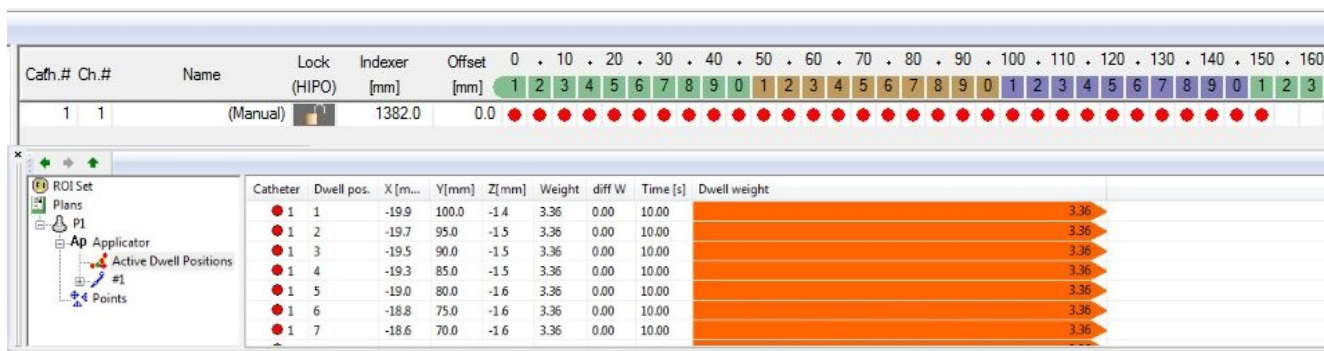 Cath.# Ch.# Name Lock (HIPO) Indexer [mm] Offset [mm] 0 . 10 . 20 . 30 . 40 . 50 . 60 . 70 . 80 . 90 . 100 . 110 . 120 . 130 . 140 . 150 . 160
1 2 3 4 5 6 7 8 9 0 1 2 3 4 5 6 7 8 9 0 1 2 3 4 5 6 7 8 9 0 1 2 3
1 1 (Manual) 1382.0 0.0
ROI Set
Plans
P1
Ap Applicator
Active Dwell Positions
#1
Points
Catheter Dwell pos. X [m... Y[mm] Z[mm] Weight diff W Time [s] Dwell weight
1 1 -19.9 100.0 -1.4 3.36 0.00 10.00 3.36
1 2 -19.7 95.0 -1.5 3.36 0.00 10.00 3.36
1 3 -19.5 90.0 -1.5 3.36 0.00 10.00 3.36
1 4 -19.3 85.0 -1.5 3.36 0.00 10.00 3.36
1 5 -19.0 80.0 -1.6 3.36 0.00 10.00 3.36
1 6 -18.8 75.0 -1.6 3.36 0.00 10.00 3.36
1 7 -18.6 70.0 -1.6 3.36 0.00 10.00 3.36